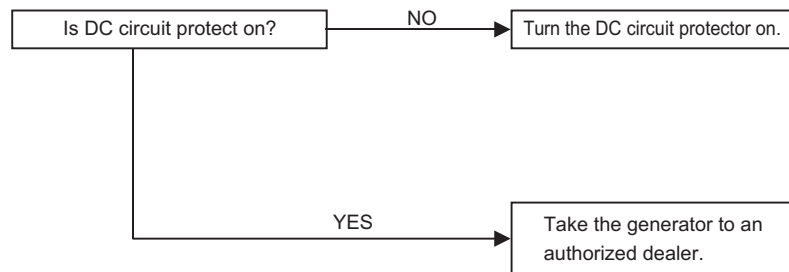 Is DC circuit protect on?
NO
Turn the DC circuit protector on.
YES
Take the generator to an
authorized dealer.